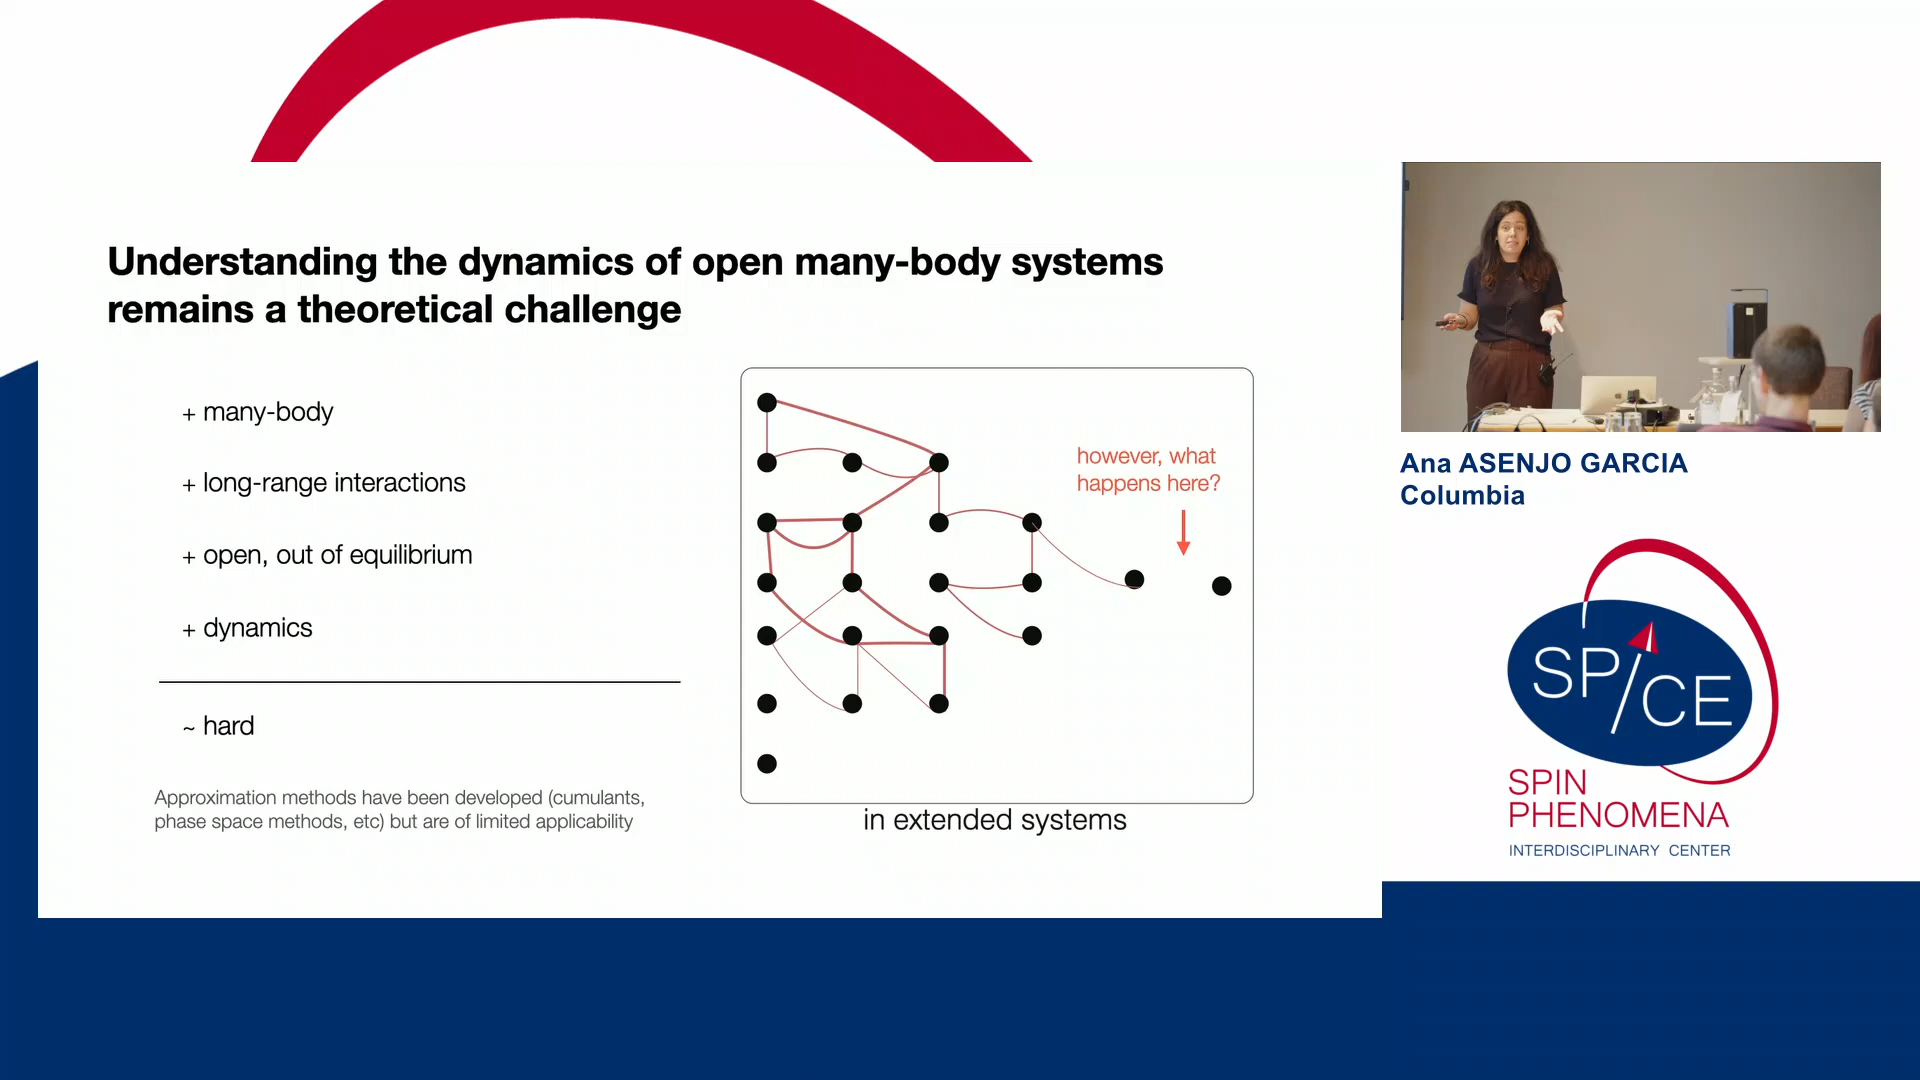 Understanding the dynamics of open many-body systems
remains a theoretical challenge
+ many-body
+ long-range interactions
+ open, out of equilibrium
+ dynamics
~ hard
Approximation methods have been developed (cumulants,
phase space methods, etc) but are of limited applicability
however, what
happens here?
in extended systems
Ana ASENJO GARCIA
Columbia
SP/CE
SPIN
PHENOMENA
INTERDISCIPLINARY CENTER